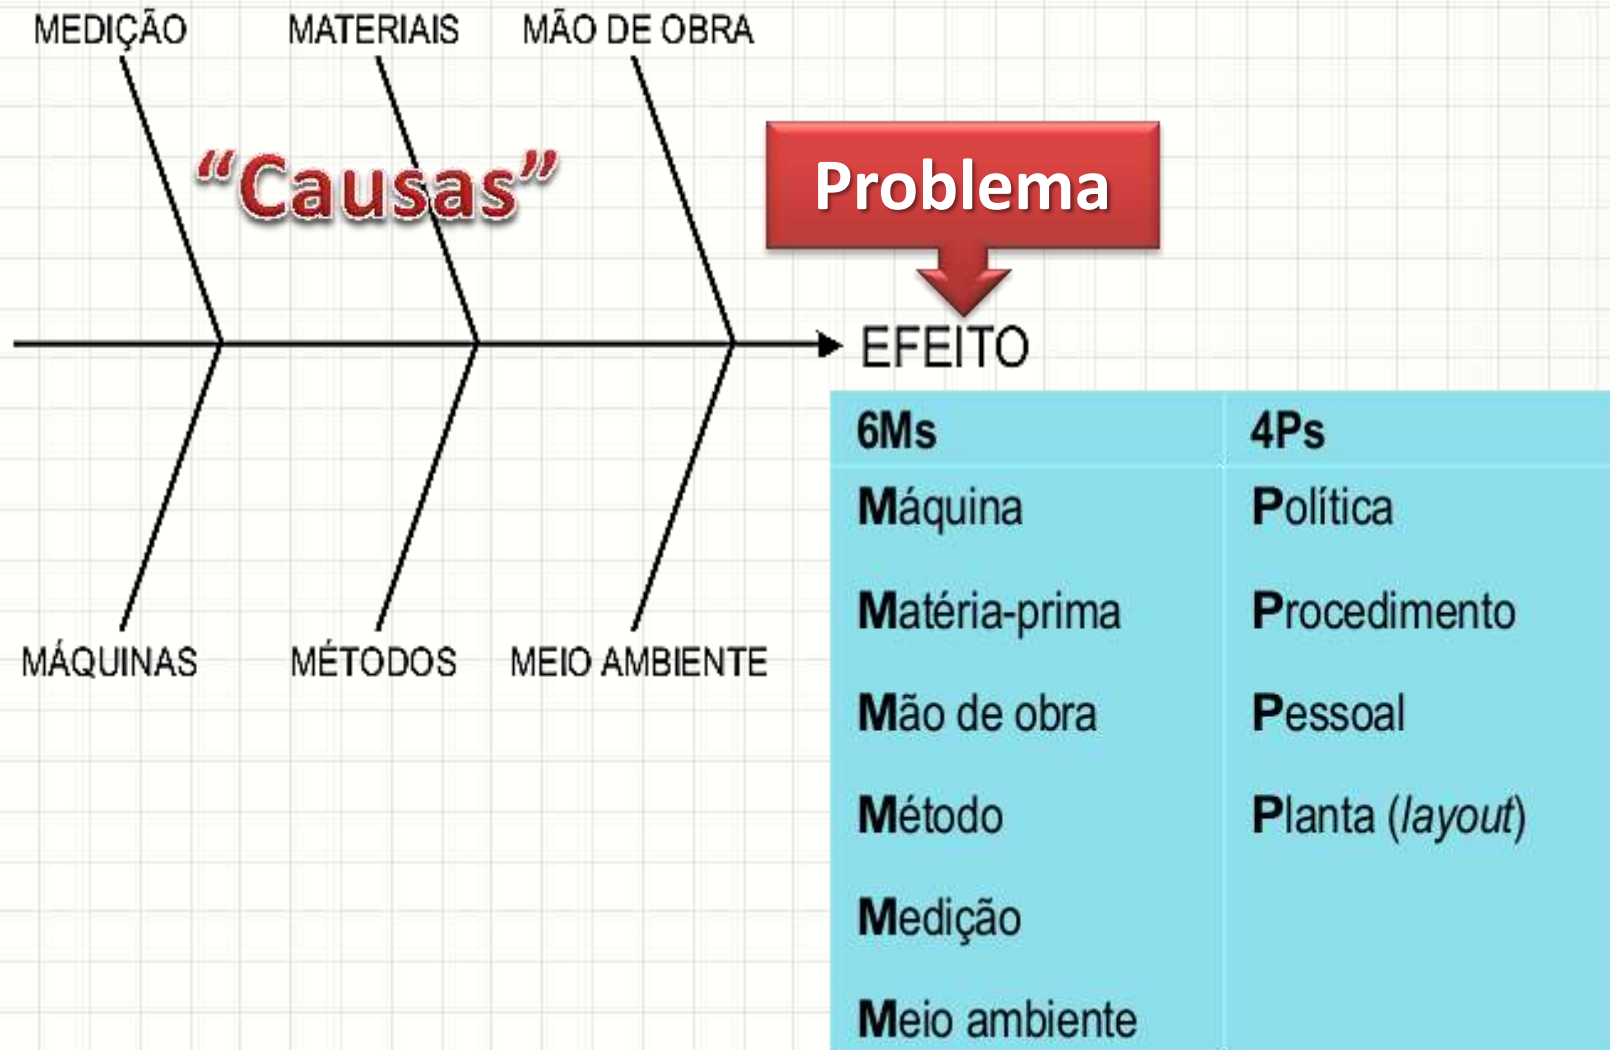 MEDIÇÃO MATERIAIS MÃO DE OBRA
“Causas”
Problema
EFEITO
MÁQUINAS MÉTODOS MEIO AMBIENTE
6Ms 4Ps
Máquina Política
Matéria-prima Procedimento
Mão de obra Pessoal
Método Planta (layout)
Medição
Meio ambiente